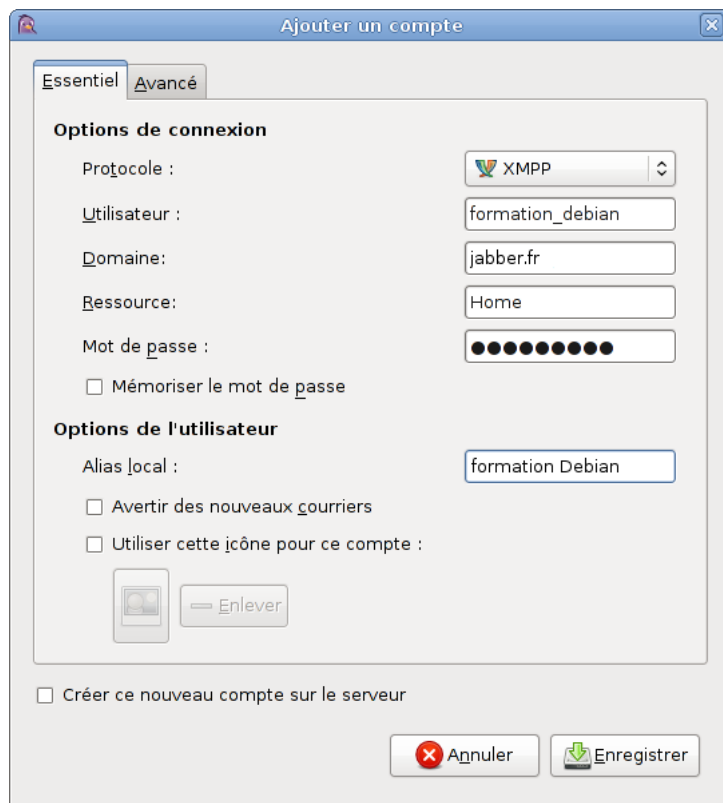 Ajouter un compte
Essentiel Avancé
Options de connexion
Protocole : XMPP
Utilisateur : formation_debian
Domaine: jabber.fr
Ressource: Home
Mot de passe : ●●●●●●●●●
Mémoriser le mot de passe
Options de l'utilisateur
Alias local : formation Debian
Avertir des nouveaux courriers
Utiliser cette icône pour ce compte :
Enlever
Créer ce nouveau compte sur le serveur
Annuler Enregistrer